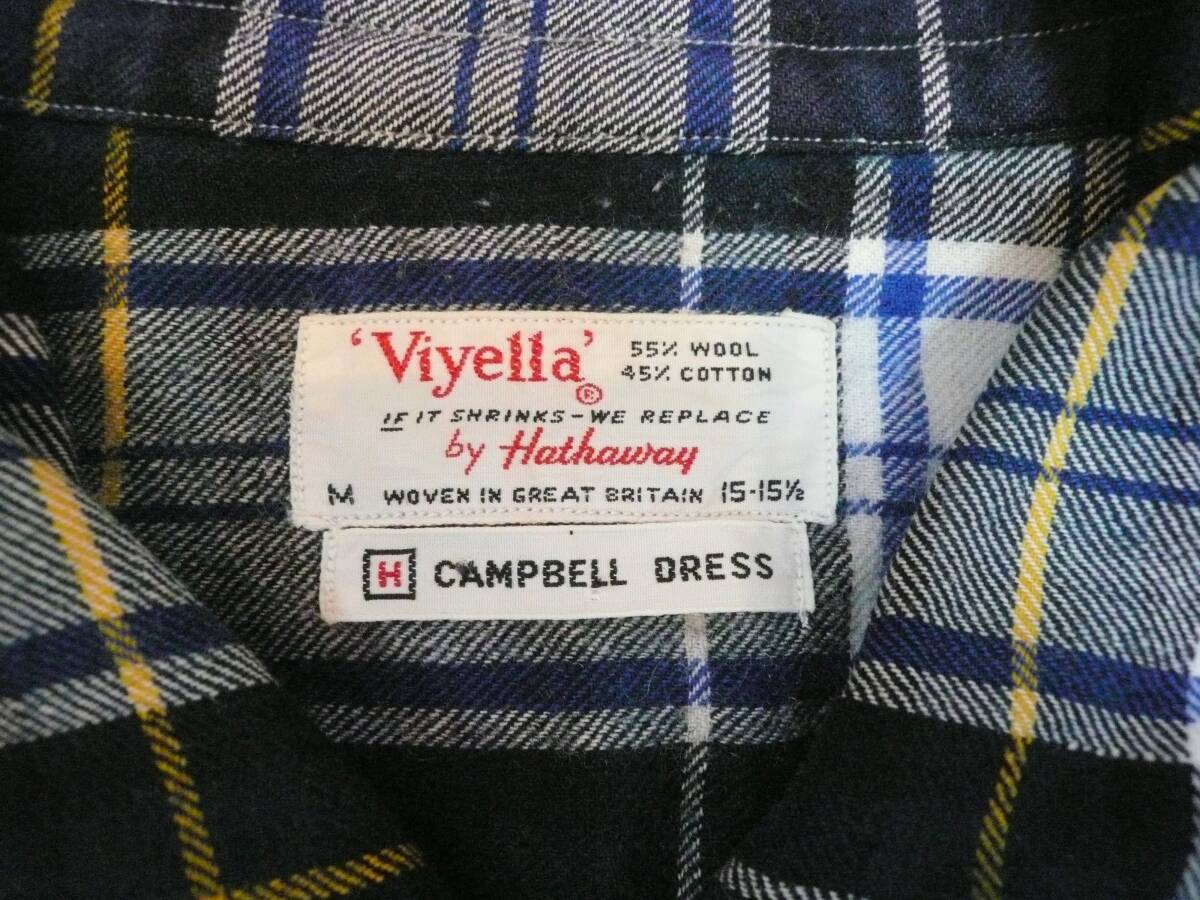 'Viyella'® 55% WOOL
45% COTTON
IF IT SHRINKS-WE REPLACE
by Hathaway
M WOVEN IN GREAT BRITAIN 15-15½
H CAMPBELL DRESS